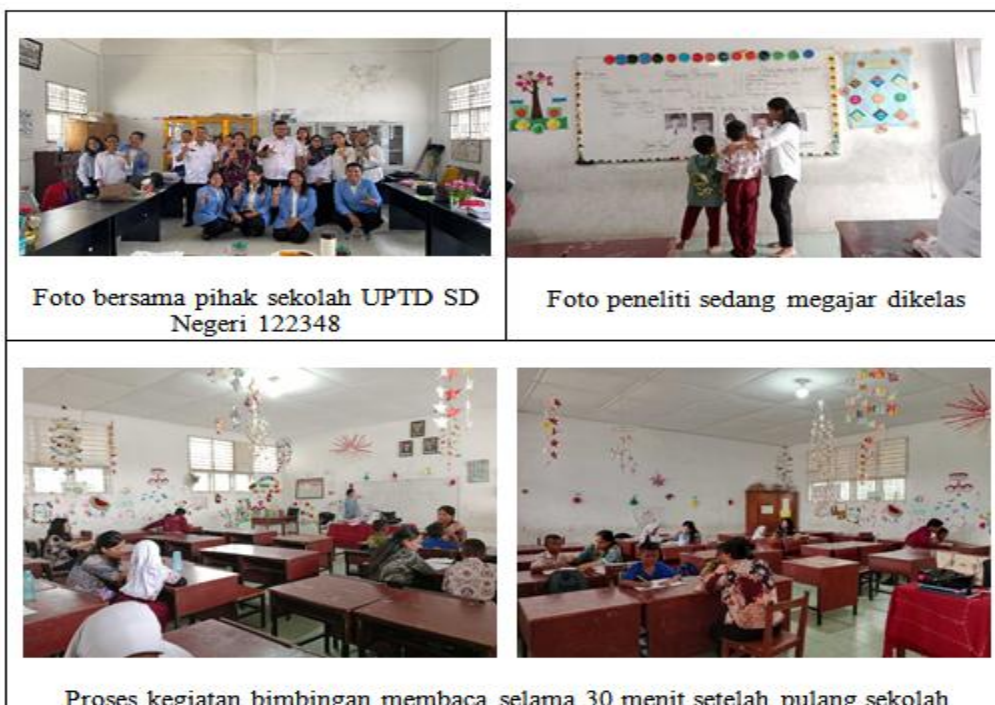 Foto bersama pihak sekolah UPTD SD
Negeri 122348
Foto peneliti sedang megajar dikelas
Proses kegiatan bimbingan membaca selama 30 menit setelah pulang sekolah